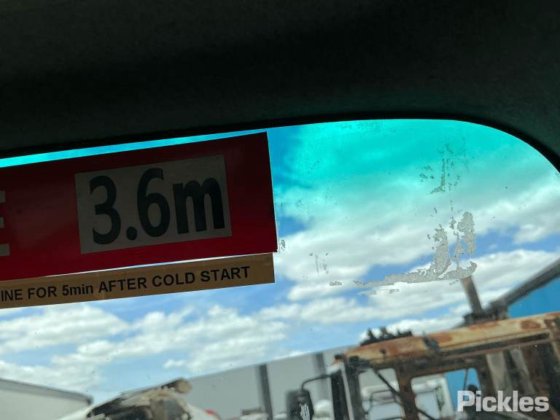 E 3.6m
INE FOR 5min AFTER COLD START
Pickles